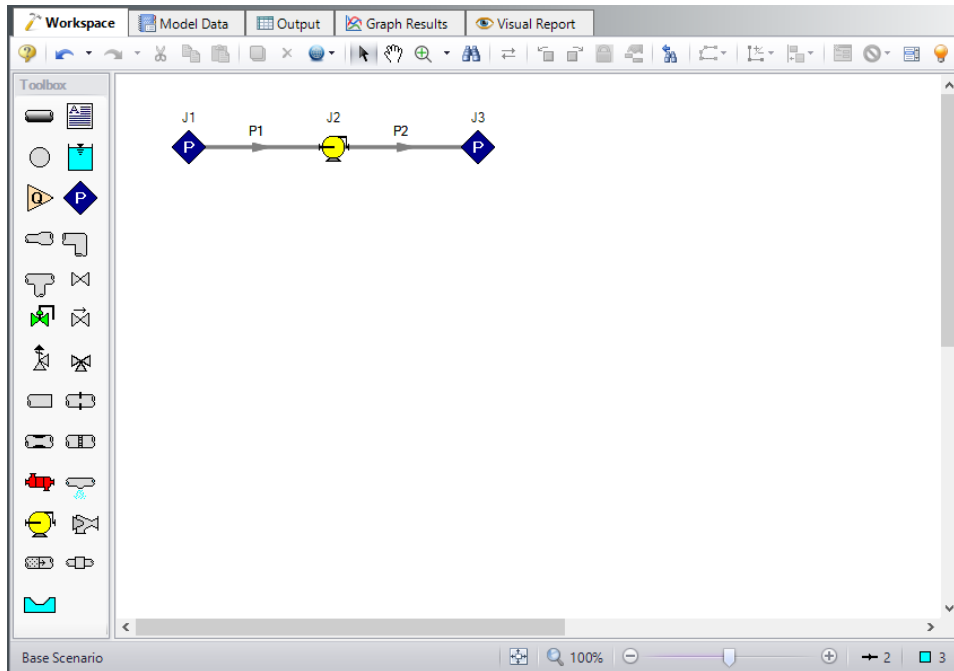 Workspace Model Data Output Graph Results Visual Report
Toolbox
A
J1 J2 J3
P1 P2
P P
Q P
Base Scenario 100% 2 3